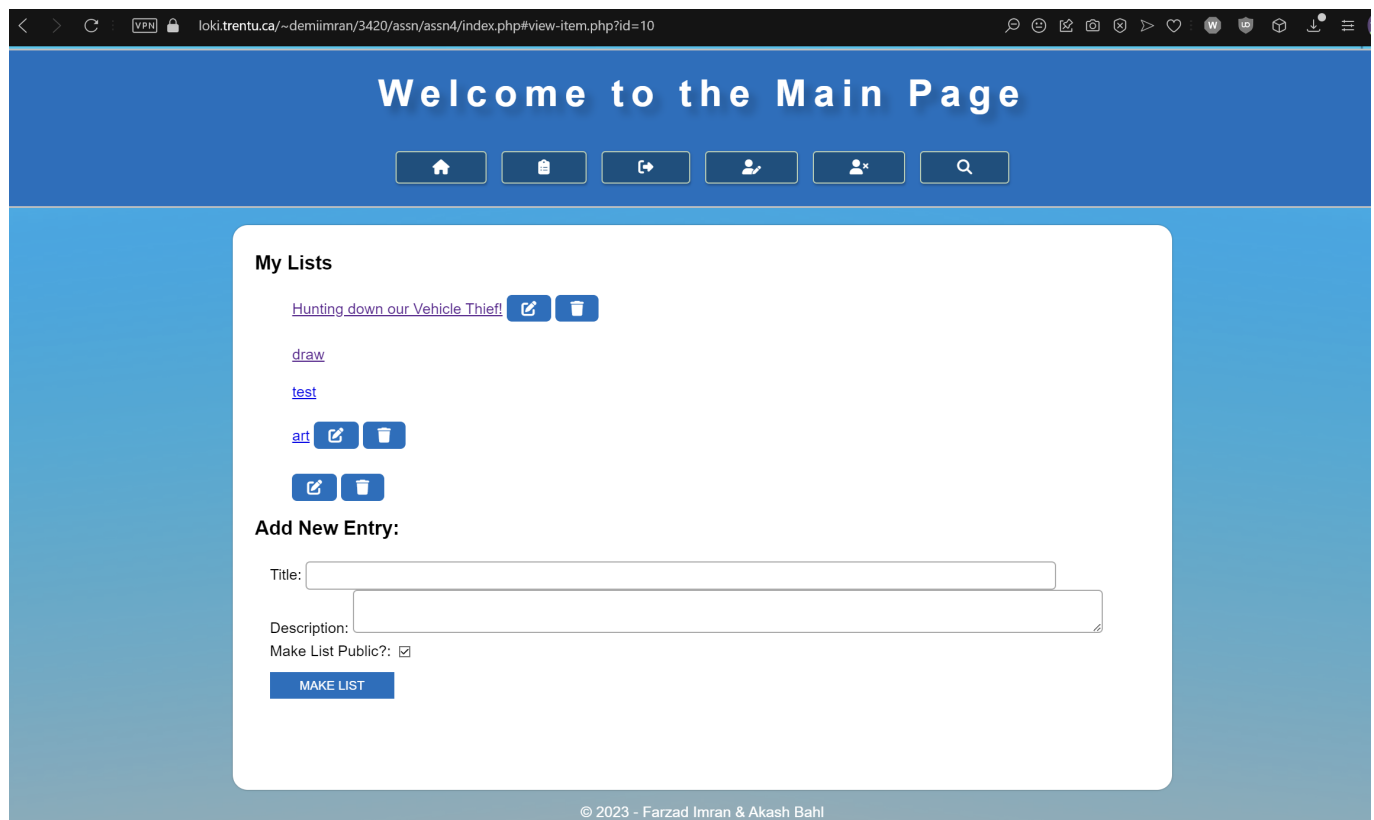 VPN loki.trentu.ca/~demiimran/3420/assn/assn4/index.php#view-item.php?id=10
Welcome to the Main Page
My Lists
Hunting down our Vehicle Thief!
draw
test
art
Add New Entry:
Title:
Description:
Make List Public?:
MAKE LIST
© 2023 - Farzad Imran & Akash Bahl